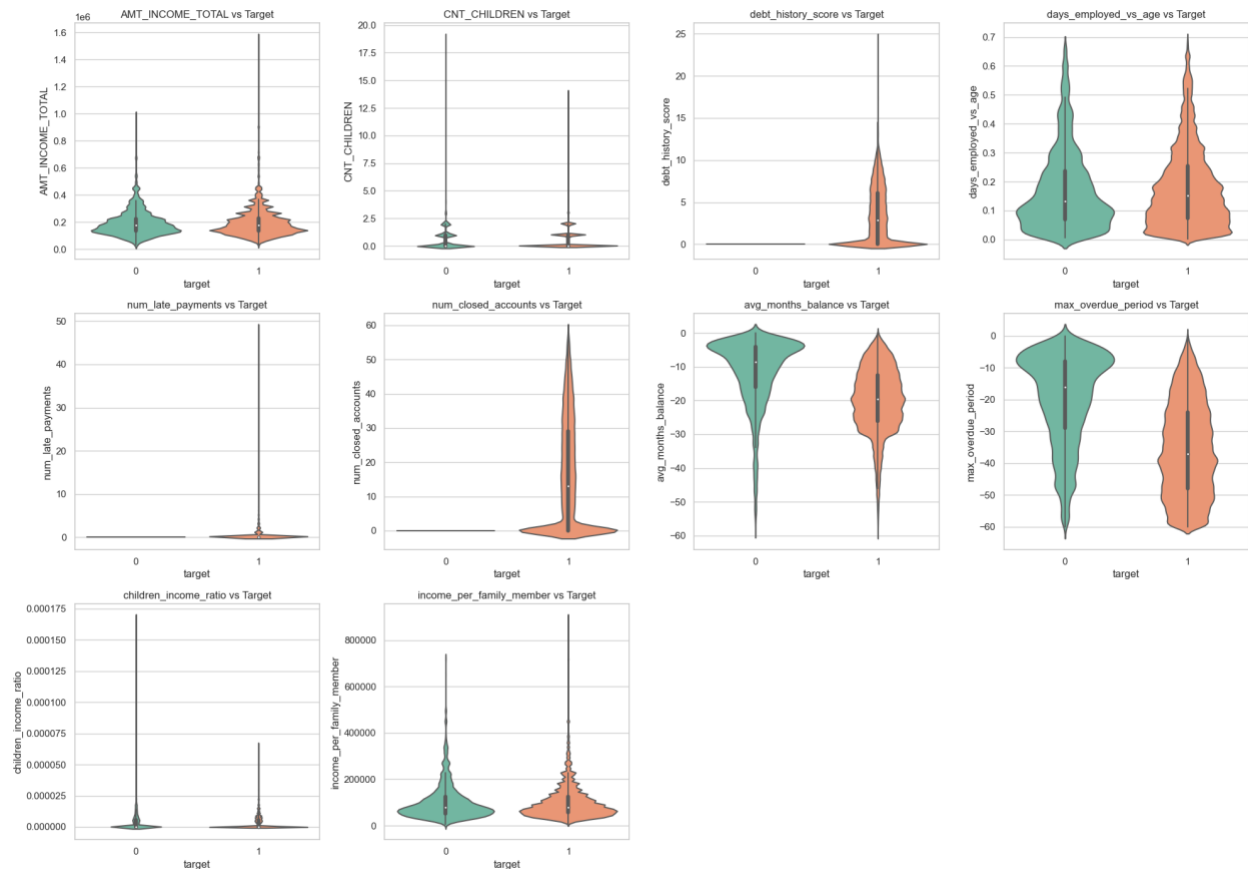 AMT_INCOME_TOTAL vs Target
1e6
AMT_INCOME_TOTAL
1.6
1.4
1.2
1.0
0.8
0.6
0.4
0.2
0.0
0
1
target
CNT_CHILDREN vs Target
CNT_CHILDREN
20.0
17.5
15.0
12.5
10.0
7.5
5.0
2.5
0.0
0
1
target
debt_history_score vs Target
debt_history_score
25
20
15
10
5
0
0
1
target
days_employed_vs_age vs Target
days_employed_vs_age
0.7
0.6
0.5
0.4
0.3
0.2
0.1
0.0
0
1
target
num_late_payments vs Target
num_late_payments
50
40
30
20
10
0
0
1
target
num_closed_accounts vs Target
num_closed_accounts
60
50
40
30
20
10
0
0
1
target
avg_months_balance vs Target
avg_months_balance
0
−10
−20
−30
−40
−50
−60
0
1
target
max_overdue_period vs Target
max_overdue_period
0
−10
−20
−30
−40
−50
−60
0
1
target
children_income_ratio vs Target
children_income_ratio
0.000175
0.000150
0.000125
0.000100
0.000075
0.000050
0.000025
0.000000
0
1
target
income_per_family_member vs Target
income_per_family_member
800000
600000
400000
200000
0
0
1
target